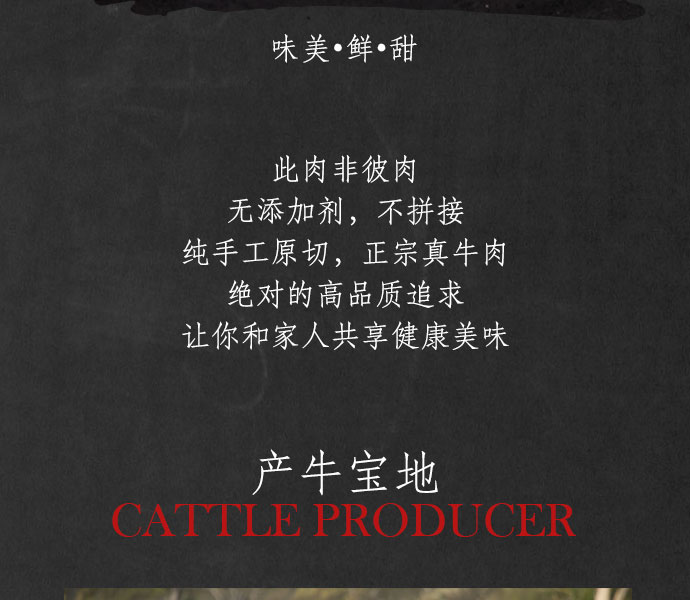 味美•鲜•甜
此肉非彼肉
无添加剂，不拼接
纯手工原切，正宗真牛肉
绝对的高品质追求
让你和家人共享健康美味
产牛宝地
CATTLE PRODUCER